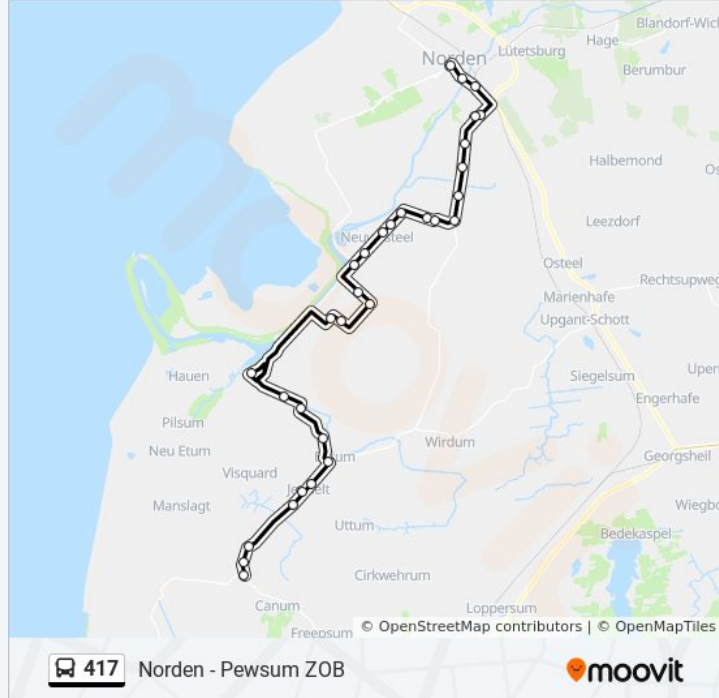 Blandorf-Wich
Norden
Lütetsburg
Hage
Berumbur
Halbemond
Os
Leezdorf
Osteel
Rechtsupweg
Marienhafe
Upgant-Schott
Hauen
Siegelsum
Uper
Engerhafe
Pilsum
Wirdum
Neu Etum
Georgsheil
Visquard
Manslagt
Wiegbo
Uttum
Bedekaspel
Cirkwehrum
Canum
Loppersum
Freepsum
© OpenStreetMap contributors | © OpenMapTiles
417 Norden - Pewsum ZOB
moovit